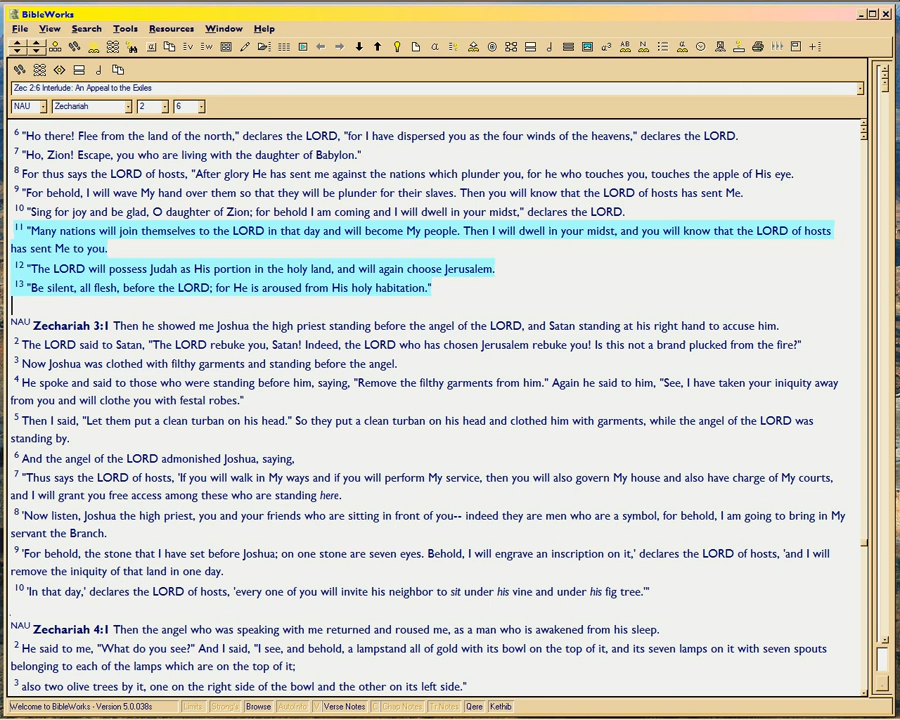 BibleWorks
File View Search Tools Resources Window Help
Zec 2:6 Interlude: An Appeal to the Exiles
NAU Zechariah 2 6
6 "Ho there! Flee from the land of the north," declares the LORD, "for I have dispersed you as the four winds of the heavens," declares the LORD.
7 "Ho, Zion! Escape, you who are living with the daughter of Babylon."
8 For thus says the LORD of hosts, "After glory He has sent me against the nations which plunder you, for he who touches you, touches the apple of His eye.
9 "For behold, I will wave My hand over them so that they will be plunder for their slaves. Then you will know that the LORD of hosts has sent Me.
10 "Sing for joy and be glad, O daughter of Zion; for behold I am coming and I will dwell in your midst," declares the LORD.
11 "Many nations will join themselves to the LORD in that day and will become My people. Then I will dwell in your midst, and you will know that the LORD of hosts
has sent Me to you.
12 "The LORD will possess Judah as His portion in the holy land, and will again choose Jerusalem.
13 "Be silent, all flesh, before the LORD; for He is aroused from His holy habitation."
NAU Zechariah 3:1 Then he showed me Joshua the high priest standing before the angel of the LORD, and Satan standing at his right hand to accuse him.
2 The LORD said to Satan, "The LORD rebuke you, Satan! Indeed, the LORD who has chosen Jerusalem rebuke you! Is this not a brand plucked from the fire?"
3 Now Joshua was clothed with filthy garments and standing before the angel.
4 He spoke and said to those who were standing before him, saying, "Remove the filthy garments from him." Again he said to him, "See, I have taken your iniquity away
from you and will clothe you with festal robes."
5 Then I said, "Let them put a clean turban on his head." So they put a clean turban on his head and clothed him with garments, while the angel of the LORD was
standing by.
6 And the angel of the LORD admonished Joshua, saying,
7 "Thus says the LORD of hosts, 'If you will walk in My ways and if you will perform My service, then you will also govern My house and also have charge of My courts,
and I will grant you free access among these who are standing here.
8 'Now listen, Joshua the high priest, you and your friends who are sitting in front of you-- indeed they are men who are a symbol, for behold, I am going to bring in My
servant the Branch.
9 'For behold, the stone that I have set before Joshua; on one stone are seven eyes. Behold, I will engrave an inscription on it,' declares the LORD of hosts, 'and I will
remove the iniquity of that land in one day.
10 'In that day,' declares the LORD of hosts, 'every one of you will invite his neighbor to sit under his vine and under his fig tree.'"
NAU Zechariah 4:1 Then the angel who was speaking with me returned and roused me, as a man who is awakened from his sleep.
2 He said to me, "What do you see?" And I said, "I see, and behold, a lampstand all of gold with its bowl on the top of it, and its seven lamps on it with seven spouts
belonging to each of the lamps which are on the top of it;
3 also two olive trees by it, one on the right side of the bowl and the other on its left side."
Welcome to BibleWorks - Version 5.0.038s Limits Strong's Browse AutoInfo V Verse Notes C Chap Notes Tr Notes Qere Kethib